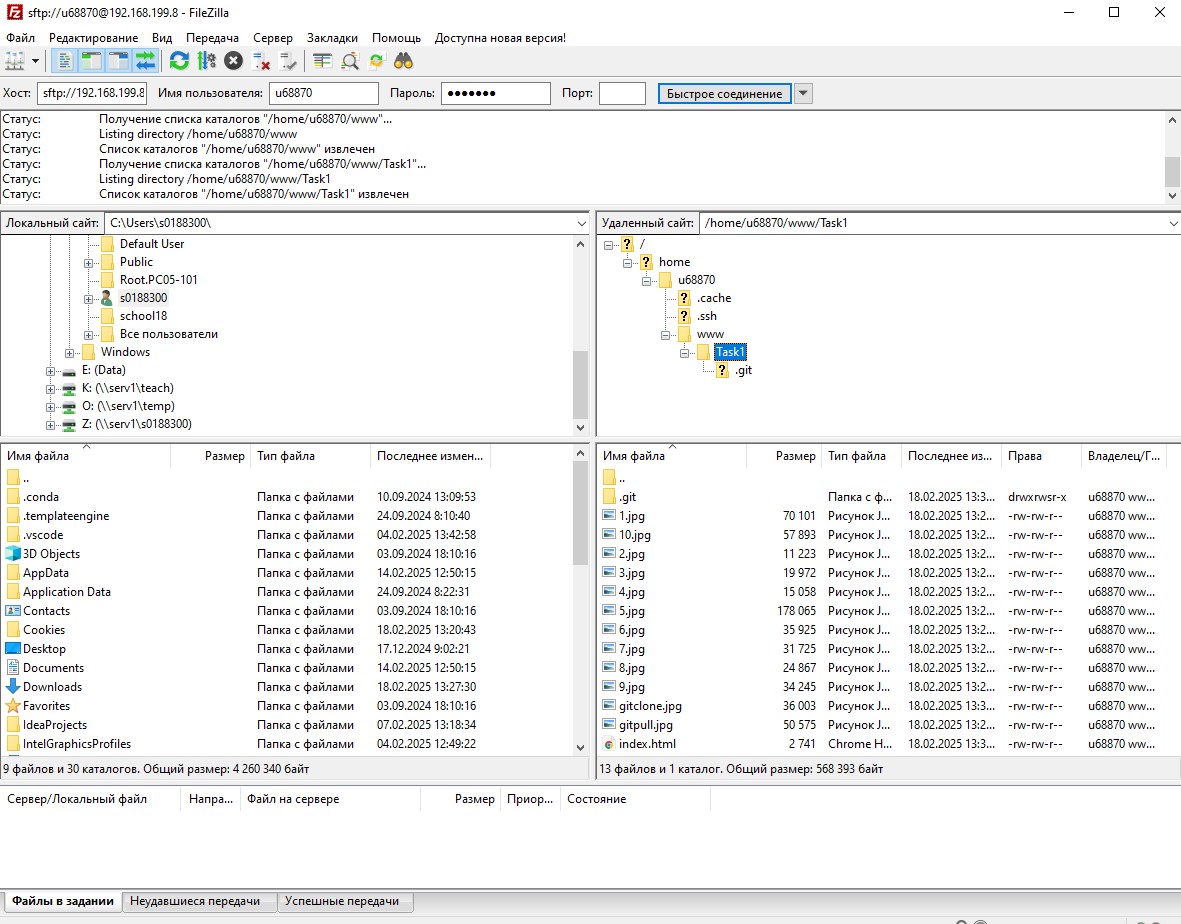 sftp://u68870@192.168.199.8 - FileZilla
Файл Редактирование Вид Передача Сервер Закладки Помощь Доступна новая версия!
Хост: sftp://192.168.199.8 Имя пользователя: u68870 Пароль: ●●●●●●● Порт: Быстрое соединение
Статус: Получение списка каталогов "/home/u68870/www"...
Статус: Listing directory /home/u68870/www
Статус: Список каталогов "/home/u68870/www" извлечен
Статус: Получение списка каталогов "/home/u68870/www/Task1"...
Статус: Listing directory /home/u68870/www/Task1
Статус: Список каталогов "/home/u68870/www/Task1" извлечен
Локальный сайт: C:\Users\s0188300\
Default User
Public
Root.PC05-101
s0188300
school18
Все пользователи
Windows
E: (Data)
K: (\\serv1\teach)
O: (\\serv1\temp)
Z: (\\serv1\s0188300)
Удаленный сайт: /home/u68870/www/Task1
/
home
u68870
.cache
.ssh
www
Task1
.git
Имя файла Размер Тип файла Последнее измен...
..
.conda Папка с файлами 10.09.2024 13:09:53
.templateengine Папка с файлами 24.09.2024 8:10:40
.vscode Папка с файлами 04.02.2025 13:42:58
3D Objects Папка с файлами 03.09.2024 18:10:16
AppData Папка с файлами 14.02.2025 12:50:15
Application Data Папка с файлами 24.09.2024 8:22:31
Contacts Папка с файлами 03.09.2024 18:10:16
Cookies Папка с файлами 18.02.2025 13:20:43
Desktop Папка с файлами 17.12.2024 9:02:21
Documents Папка с файлами 14.02.2025 12:50:15
Downloads Папка с файлами 18.02.2025 13:27:30
Favorites Папка с файлами 03.09.2024 18:10:16
IdeaProjects Папка с файлами 07.02.2025 13:18:34
IntelGraphicsProfiles Папка с файлами 04.02.2025 12:49:22
9 файлов и 30 каталогов. Общий размер: 4 260 340 байт
Имя файла Размер Тип файла Последнее из... Права Владелец/Г...
..
.git Папка с ф... 18.02.2025 13:3... drwxrwsr-x u68870 ww...
1.jpg 70 101 Рисунок J... 18.02.2025 13:2... -rw-rw-r-- u68870 ww...
10.jpg 57 893 Рисунок J... 18.02.2025 13:2... -rw-rw-r-- u68870 ww...
2.jpg 11 223 Рисунок J... 18.02.2025 13:2... -rw-rw-r-- u68870 ww...
3.jpg 19 972 Рисунок J... 18.02.2025 13:2... -rw-rw-r-- u68870 ww...
4.jpg 15 058 Рисунок J... 18.02.2025 13:2... -rw-rw-r-- u68870 ww...
5.jpg 178 065 Рисунок J... 18.02.2025 13:2... -rw-rw-r-- u68870 ww...
6.jpg 35 925 Рисунок J... 18.02.2025 13:2... -rw-rw-r-- u68870 ww...
7.jpg 31 725 Рисунок J... 18.02.2025 13:2... -rw-rw-r-- u68870 ww...
8.jpg 24 867 Рисунок J... 18.02.2025 13:2... -rw-rw-r-- u68870 ww...
9.jpg 34 245 Рисунок J... 18.02.2025 13:2... -rw-rw-r-- u68870 ww...
gitclone.jpg 36 003 Рисунок J... 18.02.2025 13:3... -rw-rw-r-- u68870 ww...
gitpull.jpg 50 575 Рисунок J... 18.02.2025 13:2... -rw-rw-r-- u68870 ww...
index.html 2 741 Chrome H... 18.02.2025 13:3... -rw-rw-r-- u68870 ww...
13 файлов и 1 каталог. Общий размер: 568 393 байт
Сервер/Локальный файл Напра... Файл на сервере Размер Приор... Состояние
Файлы в задании Неудавшиеся передачи Успешные передачи